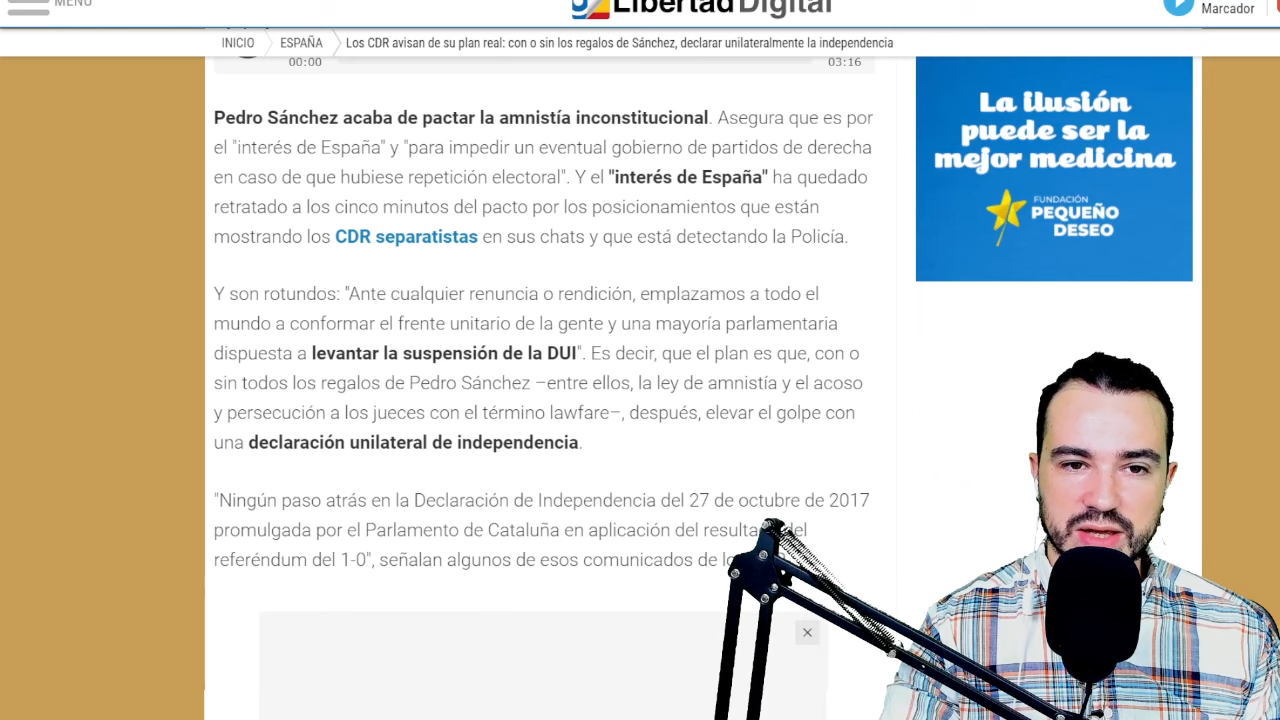 MENÚ
Libertad Digital
Marcador
INICIO
ESPAÑA
Los CDR avisan de su plan real: con o sin los regalos de Sánchez, declarar unilateralmente la independencia
00:00
03:16
Pedro Sánchez acaba de pactar la amnistía inconstitucional. Asegura que es por
el "interés de España" y "para impedir un eventual gobierno de partidos de derecha
en caso de que hubiese repetición electoral". Y el "interés de España" ha quedado
retratado a los cinco minutos del pacto por los posicionamientos que están
mostrando los CDR separatistas en sus chats y que está detectando la Policía.
Y son rotundos: "Ante cualquier renuncia o rendición, emplazamos a todo el
mundo a conformar el frente unitario de la gente y una mayoría parlamentaria
dispuesta a levantar la suspensión de la DUI". Es decir, que el plan es que, con o
sin todos los regalos de Pedro Sánchez –entre ellos, la ley de amnistía y el acoso
y persecución a los jueces con el término lawfare–, después, elevar el golpe con
una declaración unilateral de independencia.
"Ningún paso atrás en la Declaración de Independencia del 27 de octubre de 2017
promulgada por el Parlamento de Cataluña en aplicación del del
referéndum del 1-0", señalan algunos de esos comunicados de
La ilusión
puede ser la
mejor medicina
FUNDACIÓN
PEQUEÑO
DESEO